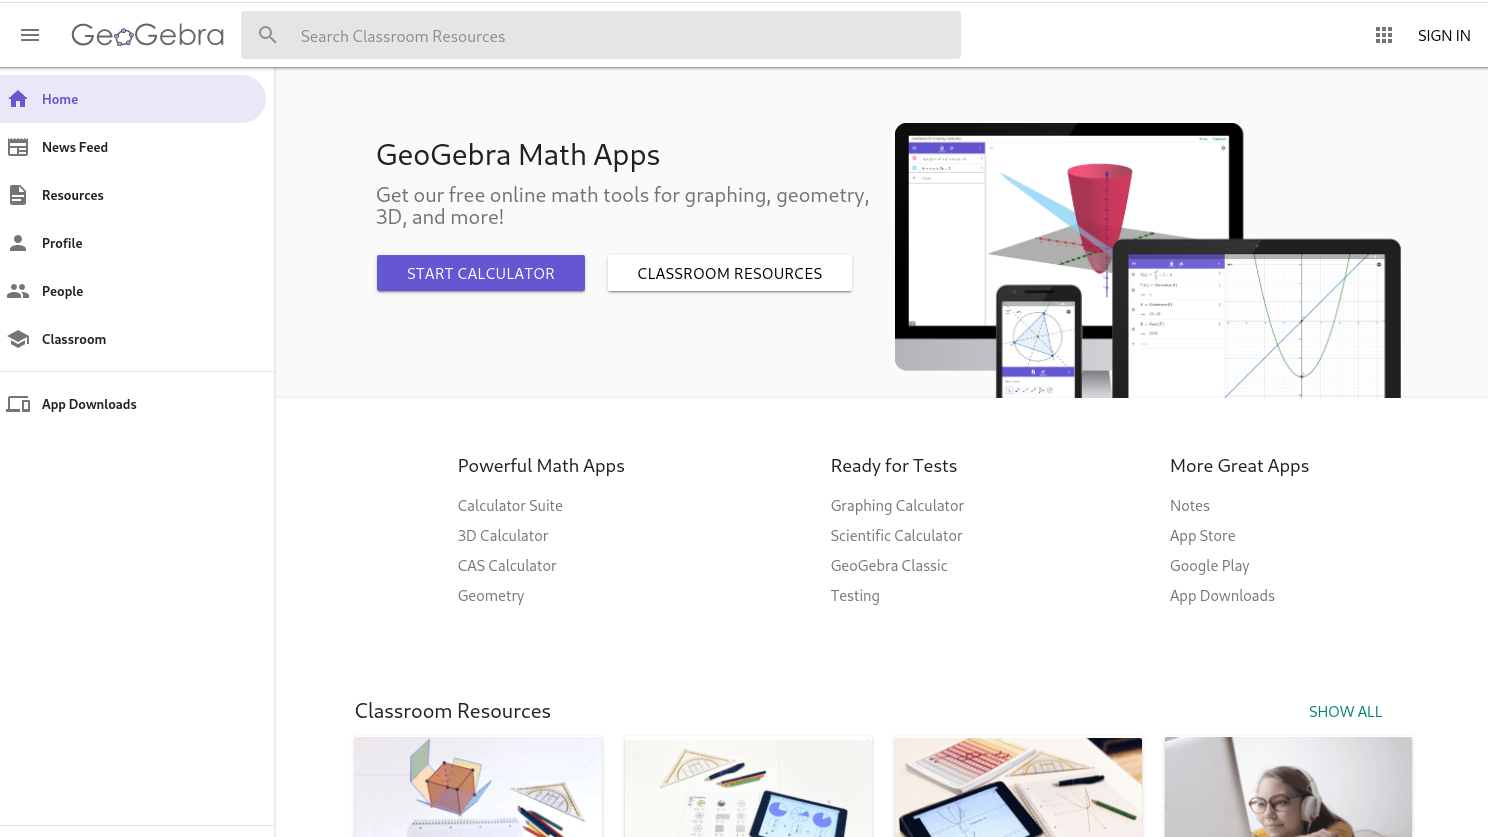 GeoGebra
Search Classroom Resources
SIGN IN
Home
News Feed
Resources
Profile
People
Classroom
App Downloads
GeoGebra Math Apps
Get our free online math tools for graphing, geometry,
3D, and more!
START CALCULATOR
CLASSROOM RESOURCES
Powerful Math Apps
Calculator Suite
3D Calculator
CAS Calculator
Geometry
Ready for Tests
Graphing Calculator
Scientific Calculator
GeoGebra Classic
Testing
More Great Apps
Notes
App Store
Google Play
App Downloads
Classroom Resources
SHOW ALL